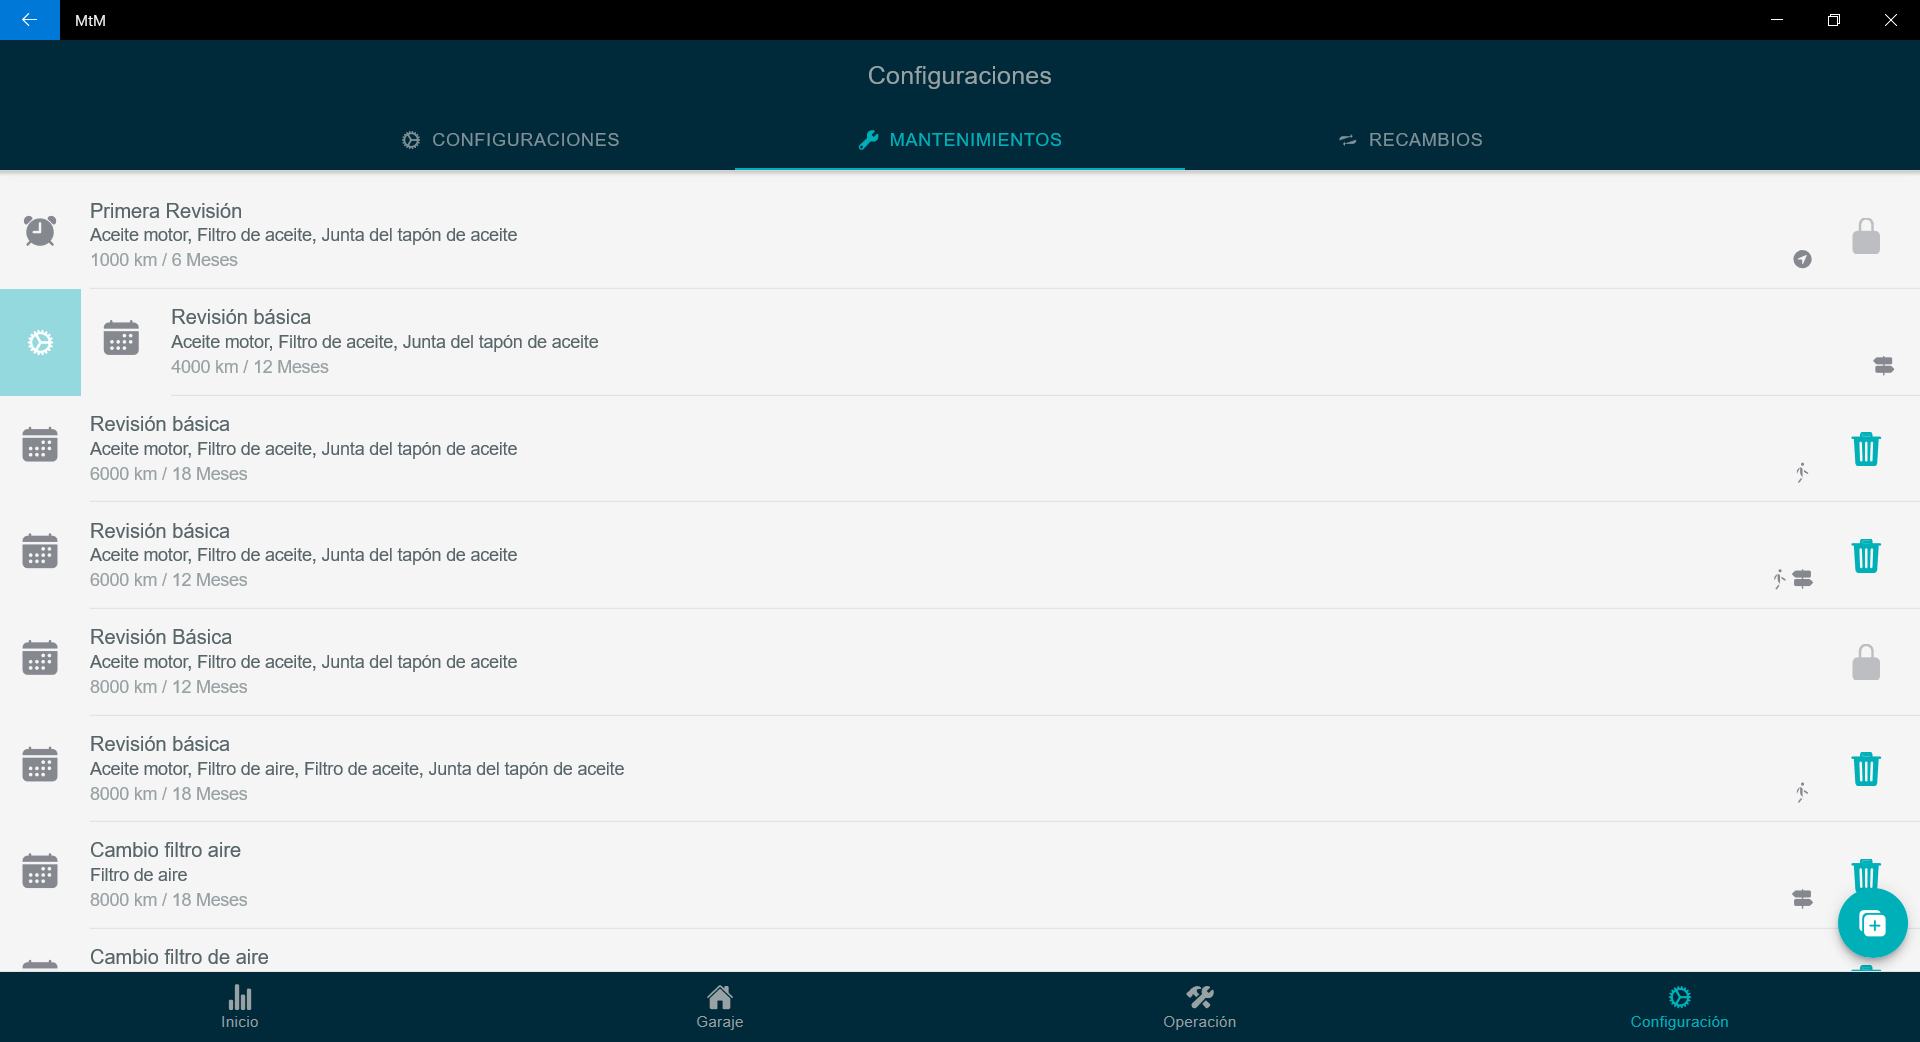 MtM
Configuraciones
CONFIGURACIONES
MANTENIMIENTOS
RECAMBIOS
Primera Revisión
Aceite motor, Filtro de aceite, Junta del tapón de aceite
1000 km / 6 Meses
Revisión básica
Aceite motor, Filtro de aceite, Junta del tapón de aceite
4000 km / 12 Meses
Revisión básica
Aceite motor, Filtro de aceite, Junta del tapón de aceite
6000 km / 18 Meses
Revisión básica
Aceite motor, Filtro de aceite, Junta del tapón de aceite
6000 km / 12 Meses
Revisión Básica
Aceite motor, Filtro de aceite, Junta del tapón de aceite
8000 km / 12 Meses
Revisión básica
Aceite motor, Filtro de aire, Filtro de aceite, Junta del tapón de aceite
8000 km / 18 Meses
Cambio filtro aire
Filtro de aire
8000 km / 18 Meses
Cambio filtro de aire
Inicio
Garaje
Operación
Configuración